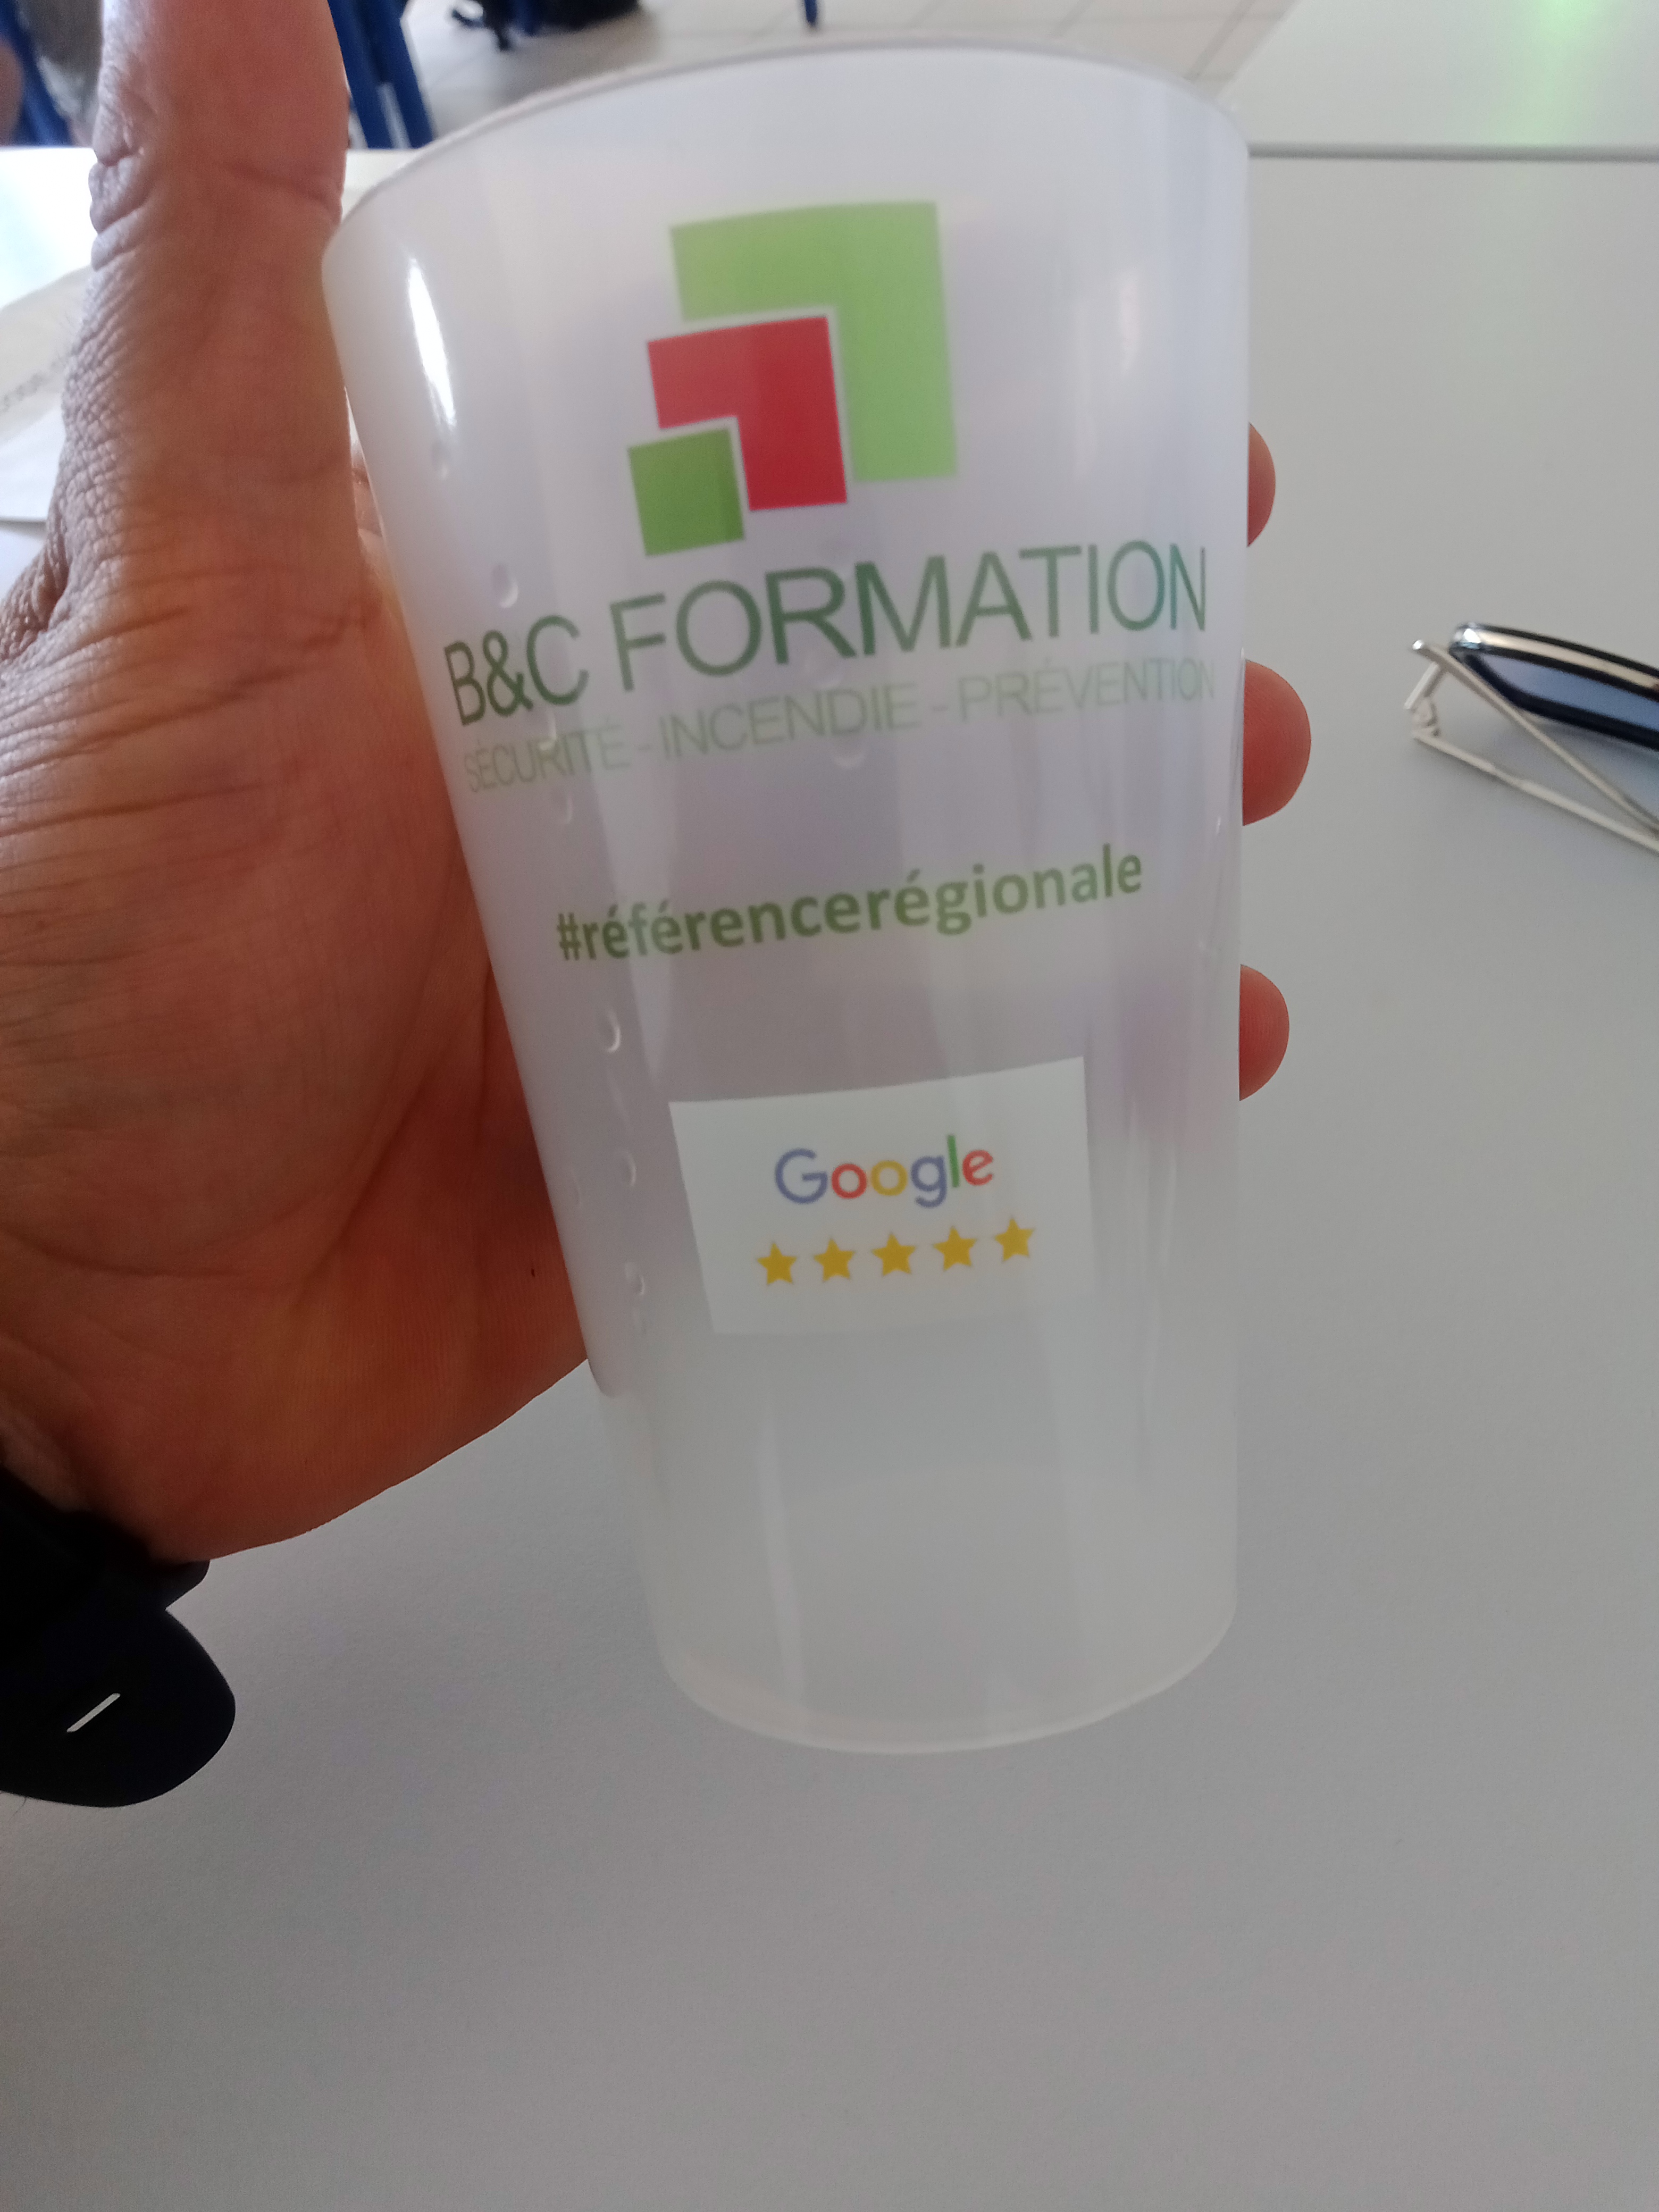 B&C FORMATION
SÉCURITÉ - INCENDIE - PRÉVENTION
#référencerégionale
Google